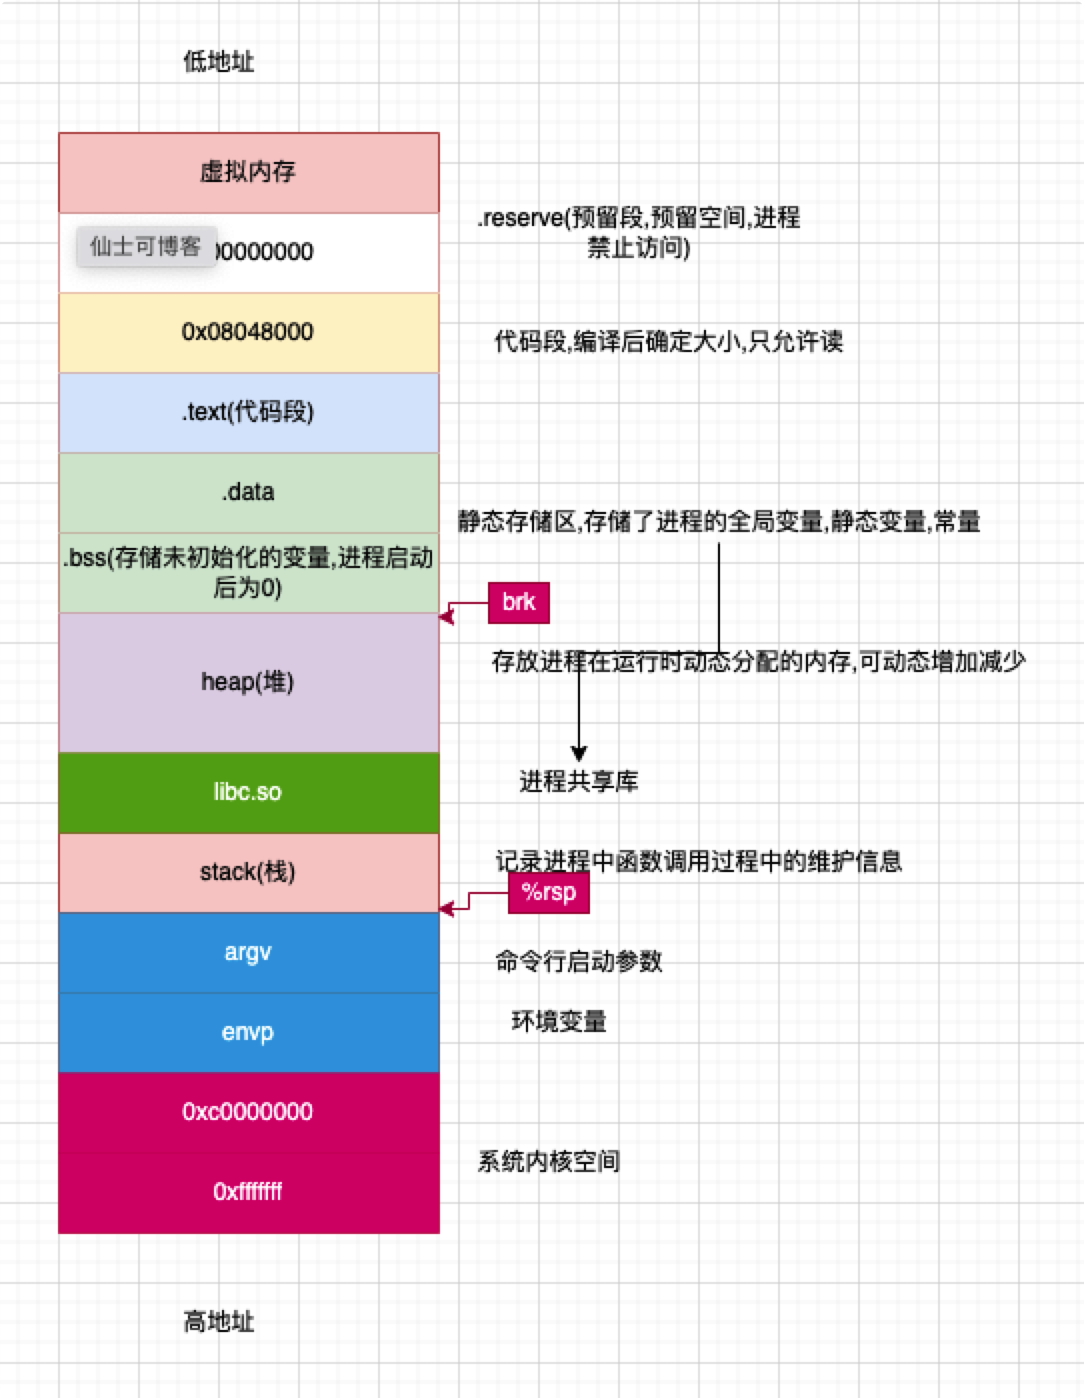 低地址
虚拟内存
.reserve(预留段,预留空间,进程
禁止访问)
仙士可博客
00000000
0x08048000
代码段,编译后确定大小,只允许读
.text(代码段)
.data
静态存储区,存储了进程的全局变量,静态变量,常量
.bss(存储未初始化的变量,进程启动
后为0)
brk
存放进程在运行时动态分配的内存,可动态增加减少
heap(堆)
进程共享库
libc.so
记录进程中函数调用过程中的维护信息
stack(栈)
%rsp
argv
命令行启动参数
envp
环境变量
0xc0000000
系统内核空间
0xfffffff
高地址